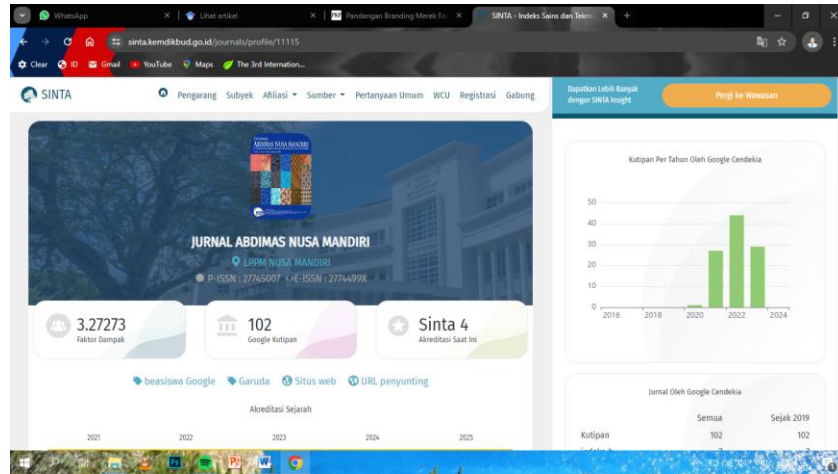 WhatsApp
Lihat artikel
Pandangan Branding Merek Fo
SINTA - Indeks Sains dan Tekno
sinta.kemdikbud.go.id/journals/profile/11115
Clear
ID
Gmail
YouTube
Maps
The 3rd Internation...
SINTA
Pengarang Subyek Afiliasi Sumber Pertanyaan Umum WCU Registrasi Gabung
Dapatkan Lebih Banyak
dengan SINTA Insight
Pergi ke Wawasan
ABDIMAS NUSA MANDIRI
JURNAL ABDIMAS NUSA MANDIRI
LPPM NUSA MANDIRI
P-ISSN : 27745007 <>E-ISSN : 2774499X
3.27273
Faktor Dampak
102
Google Kutipan
Sinta 4
Akreditasi Saat Ini
beasiswa Google Garuda Situs web URL penyunting
Akreditasi Sejarah
2021 2022 2023 2024 2025
Kutipan Per Tahun Oleh Google Cendekia
50
40
30
20
10
0
2016 2018 2020 2022 2024
Jurnal Oleh Google Cendekia
Semua Sejak 2019
Kutipan 102 102